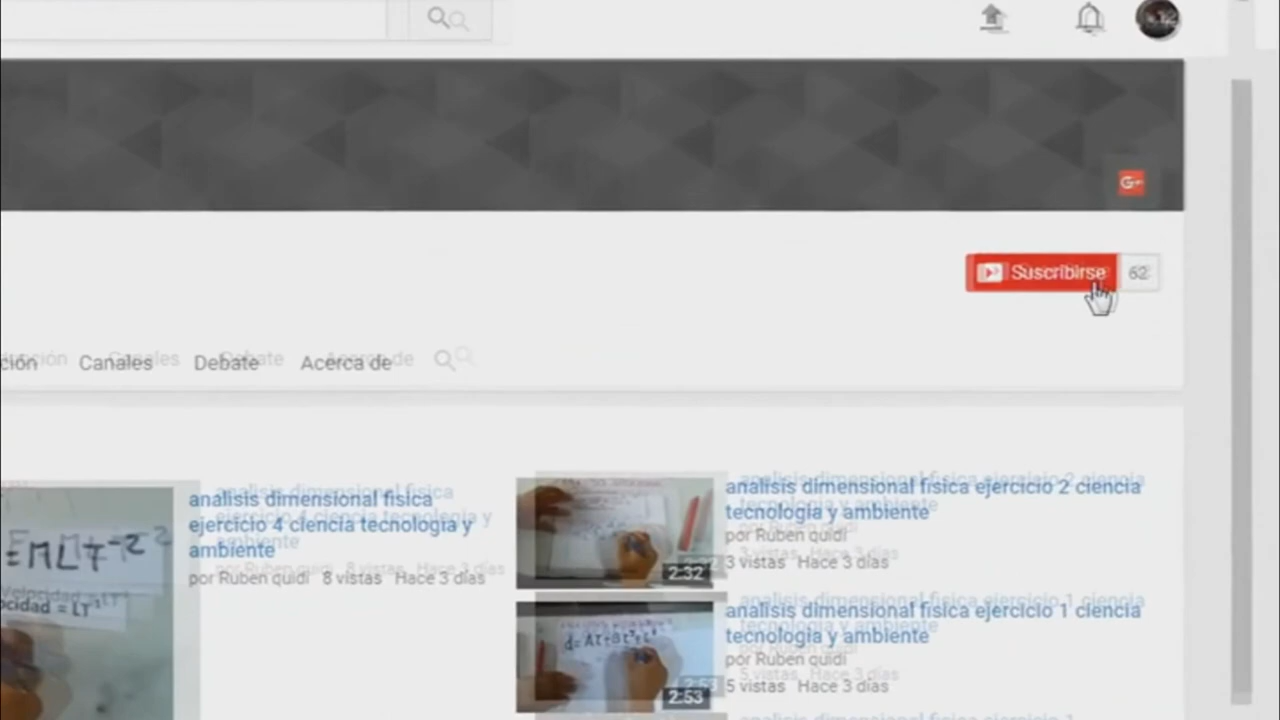 G+
Suscribirse 62
ción Canales Debate Acerca de
analisis dimensional fisica
ejercicio 4 ciencia tecnologia y
ambiente
por Ruben quidi 8 vistas Hace 3 días
analisis dimensional fisica ejercicio 2 ciencia
tecnologia y ambiente
por Ruben quidi
3 vistas Hace 3 días
2:32
analisis dimensional fisica ejercicio 1 ciencia
tecnologia y ambiente
por Ruben quidi
5 vistas Hace 3 días
2:53